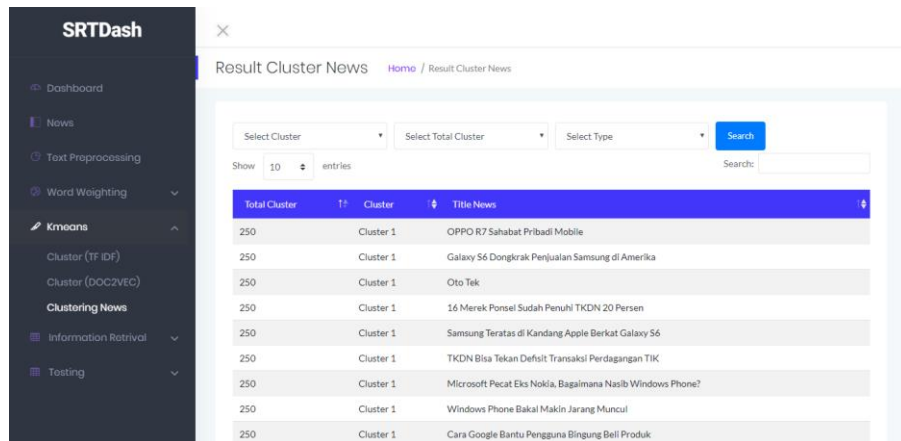 SRTDash
Dashboard
News
Text Preprocessing
Word Weighting
Kmeans
Cluster (TF IDF)
Cluster (DOC2VEC)
Clustering News
Information Retrival
Testing
Result Cluster News Home / Result Cluster News
Select Cluster Select Total Cluster Select Type Search
Show 10 entries Search:
Total Cluster Cluster Title News
250 Cluster 1 OPPO R7 Sahabat Pribadi Mobile
250 Cluster 1 Galaxy S6 Dongkrak Penjualan Samsung di Amerika
250 Cluster 1 Oto Tek
250 Cluster 1 16 Merek Ponsel Sudah Penuhi TKDN 20 Persen
250 Cluster 1 Samsung Teratas di Kandang Apple Berkat Galaxy S6
250 Cluster 1 TKDN Bisa Tekan Defisit Transaksi Perdagangan TIK
250 Cluster 1 Microsoft Pecat Eks Nokia, Bagaimana Nasib Windows Phone?
250 Cluster 1 Windows Phone Bakal Makin Jarang Muncul
250 Cluster 1 Cara Google Bantu Pengguna Bingung Beli Produk